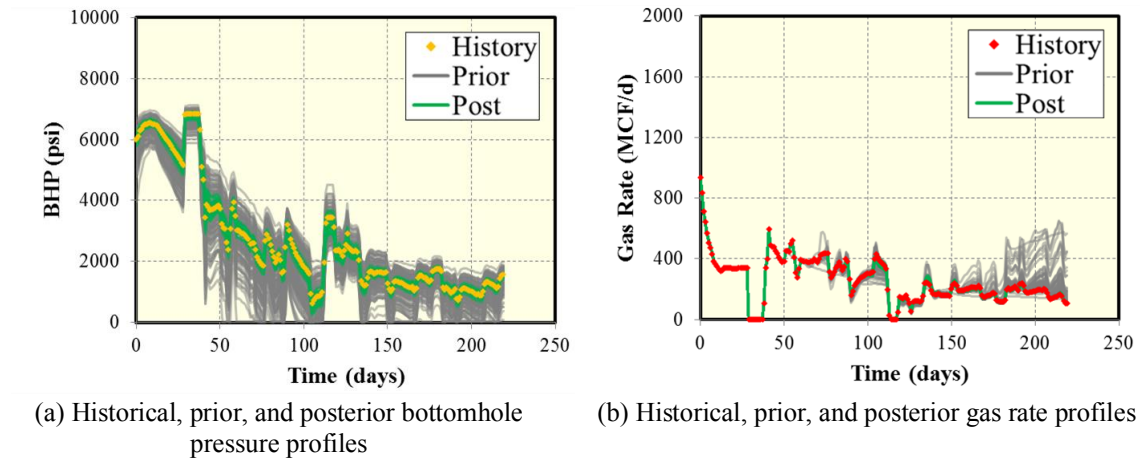 10000
8000
6000
4000
2000
0
BHP (psi)
History
Prior
Post
0 50 100 150 200 250
Time (days)
(a) Historical, prior, and posterior bottomhole
pressure profiles
2000
1600
1200
800
400
0
Gas Rate (MCF/d)
History
Prior
Post
0 50 100 150 200 250
Time (days)
(b) Historical, prior, and posterior gas rate profiles